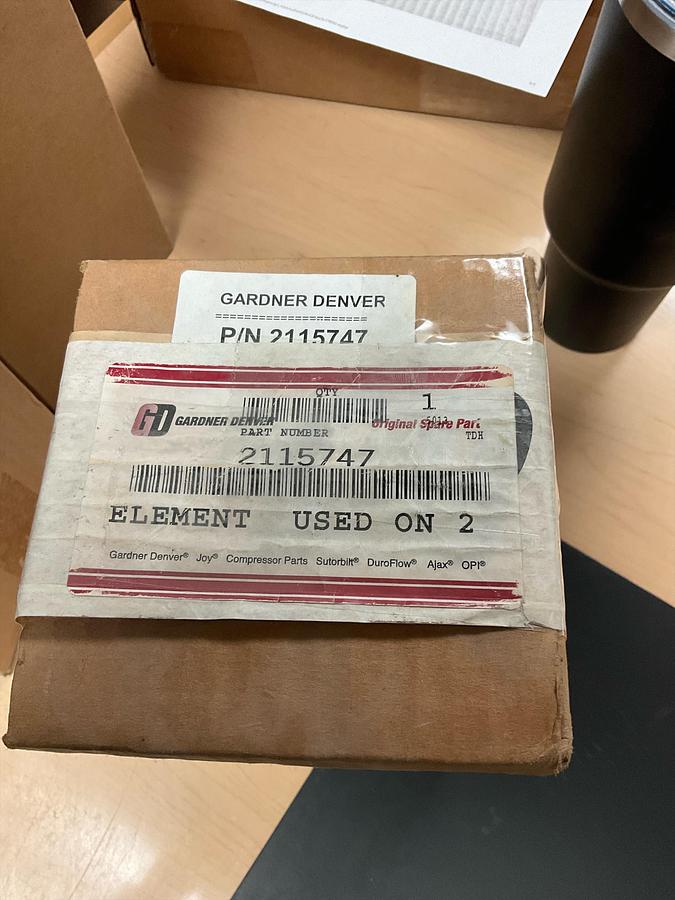 GARDNER DENVER
=====================
P/N 2115747
QTY
1
GD GARDNER DENVER
Original Spare Part
PART NUMBER
TDH
2115747
ELEMENT USED ON 2
Gardner Denver® Joy® Compressor Parts Sutorbilt® DuroFlow® Ajax® OPI®